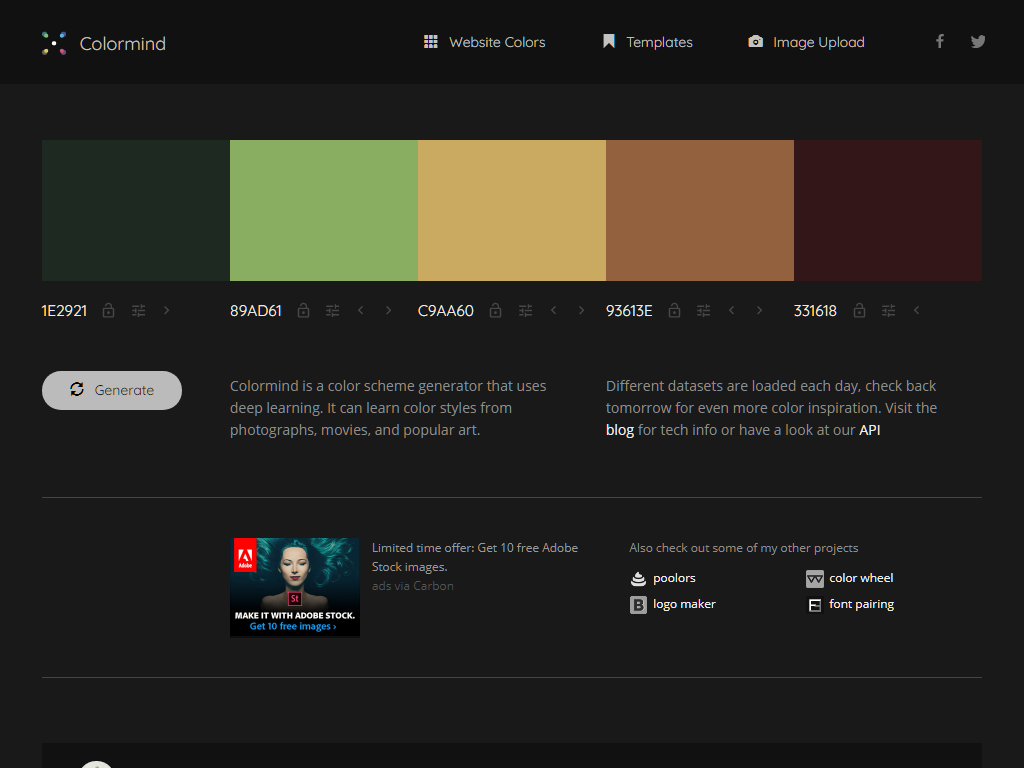 Colormind
Website Colors
Templates
Image Upload
1E2921
89AD61
C9AA60
93613E
331618
Generate
Colormind is a color scheme generator that uses
deep learning. It can learn color styles from
photographs, movies, and popular art.
Different datasets are loaded each day, check back
tomorrow for even more color inspiration. Visit the
blog for tech info or have a look at our API
Adobe
St
MAKE IT WITH ADOBE STOCK.
Get 10 free images ›
Limited time offer: Get 10 free Adobe
Stock images.
ads via Carbon
Also check out some of my other projects
poolors
color wheel
logo maker
font pairing